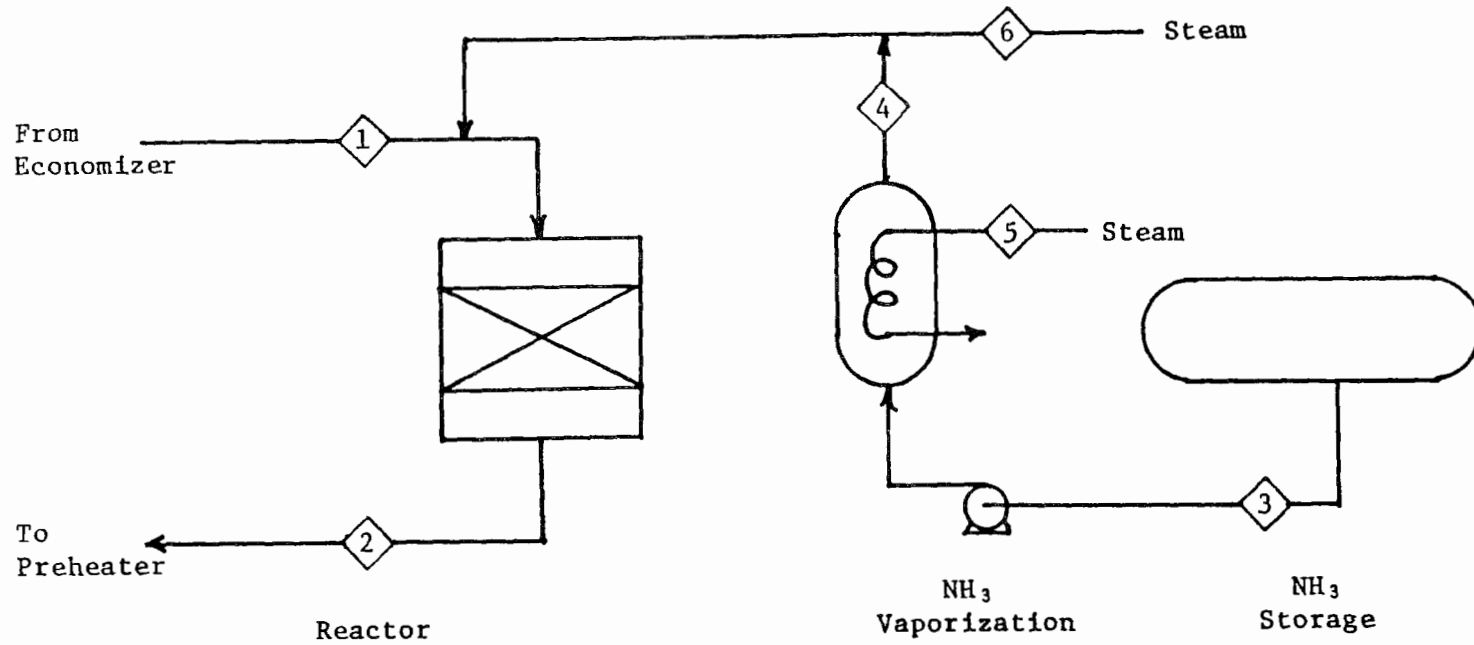 6
Steam
4
From
Economizer
1
5
Steam
3
To
Preheater
2
NH₃
Vaporization
NH₃
Storage
Reactor